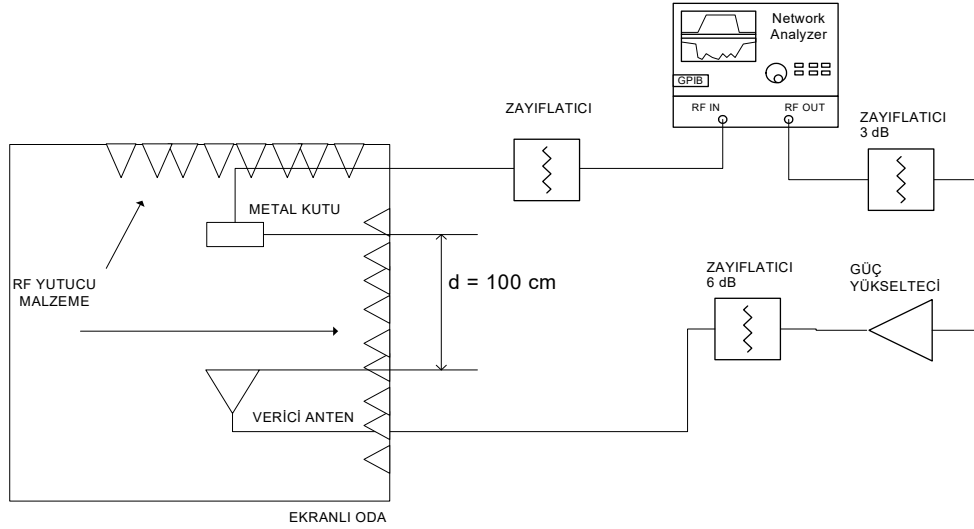 Network
Analyzer
GPIB
RF IN
RF OUT
ZAYIFLATICI
ZAYIFLATICI
3 dB
METAL KUTU
RF YUTUCU
MALZEME
d = 100 cm
ZAYIFLATICI
6 dB
GÜÇ
YÜKSELTECİ
VERİCİ ANTEN
EKRANLI ODA